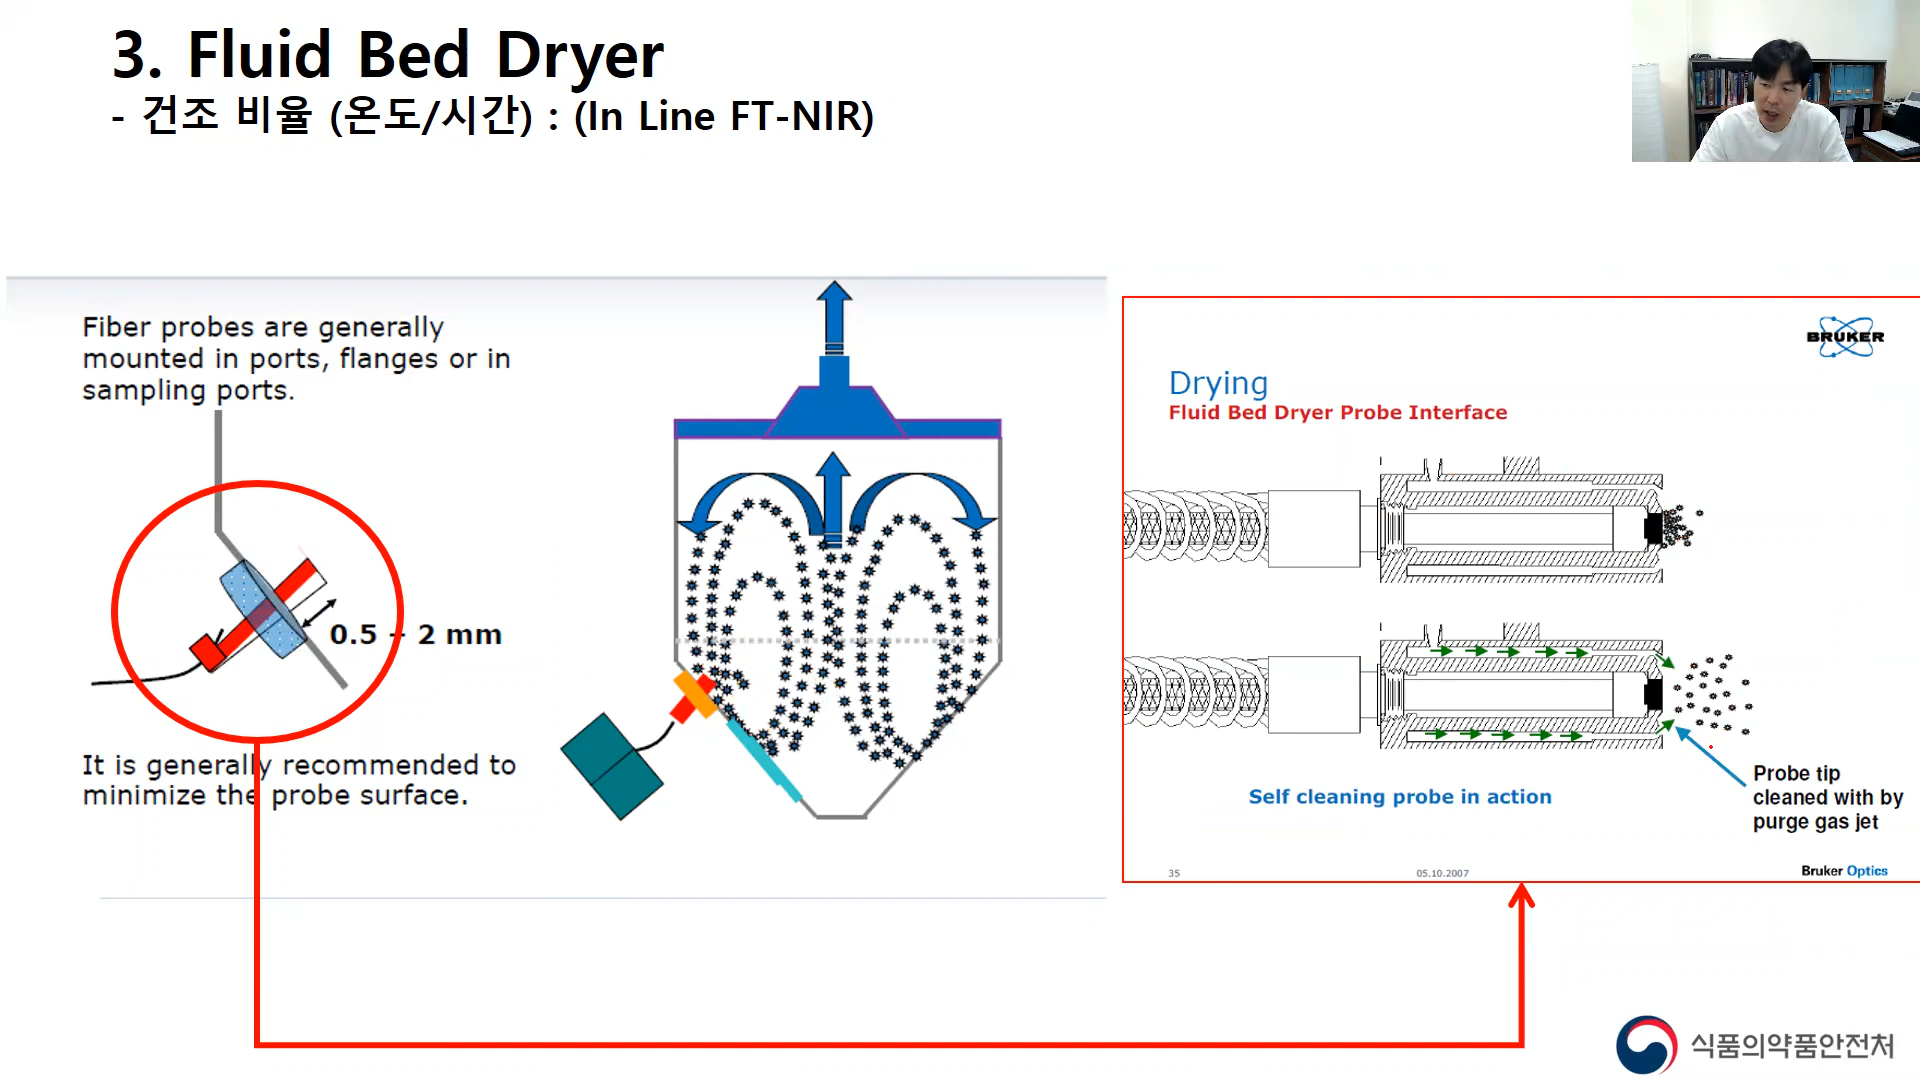 3. Fluid Bed Dryer
- 건조 비율 (온도/시간) : (In Line FT-NIR)
Fiber probes are generally
mounted in ports, flanges or in
sampling ports.
0.5 - 2 mm
It is generally recommended to
minimize the probe surface.
BRUKER
Drying
Fluid Bed Dryer Probe Interface
Self cleaning probe in action
Probe tip
cleaned with by
purge gas jet
35
05.10.2007
Bruker Optics
식품의약품안전처